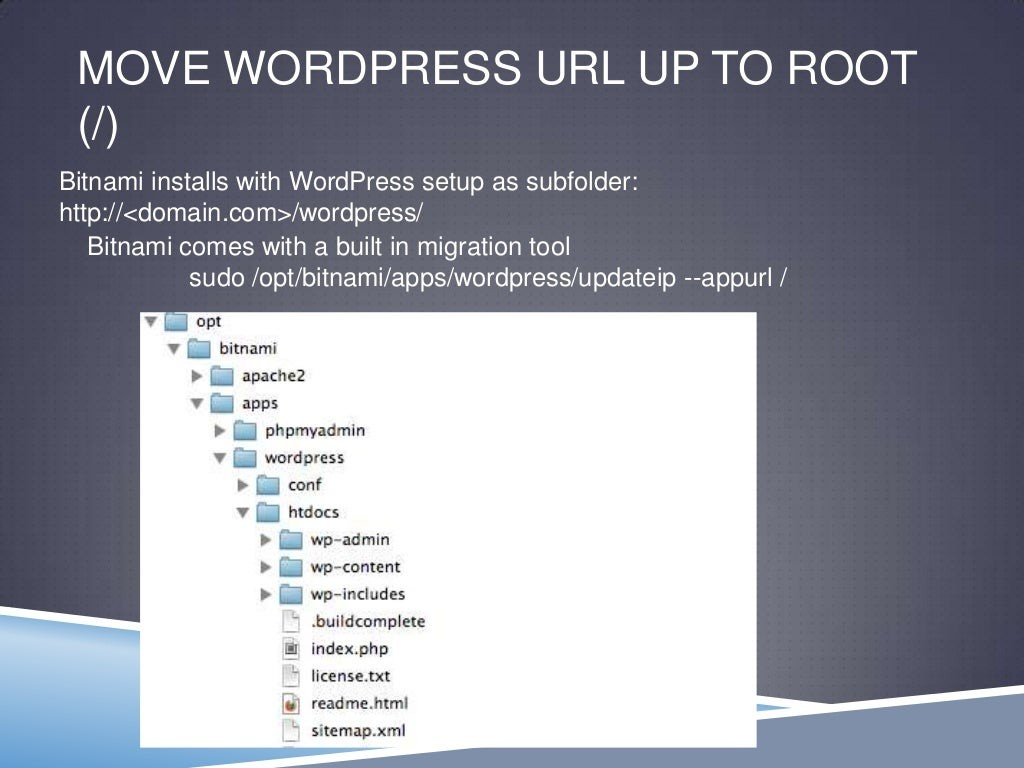 MOVE WORDPRESS URL UP TO ROOT
(/)
Bitnami installs with WordPress setup as subfolder:
http://<domain.com>/wordpress/
Bitnami comes with a built in migration tool
sudo /opt/bitnami/apps/wordpress/updateip --appurl /
opt
bitnami
apache2
apps
phpmyadmin
wordpress
conf
htdocs
wp-admin
wp-content
wp-includes
.buildcomplete
index.php
license.txt
readme.html
sitemap.xml